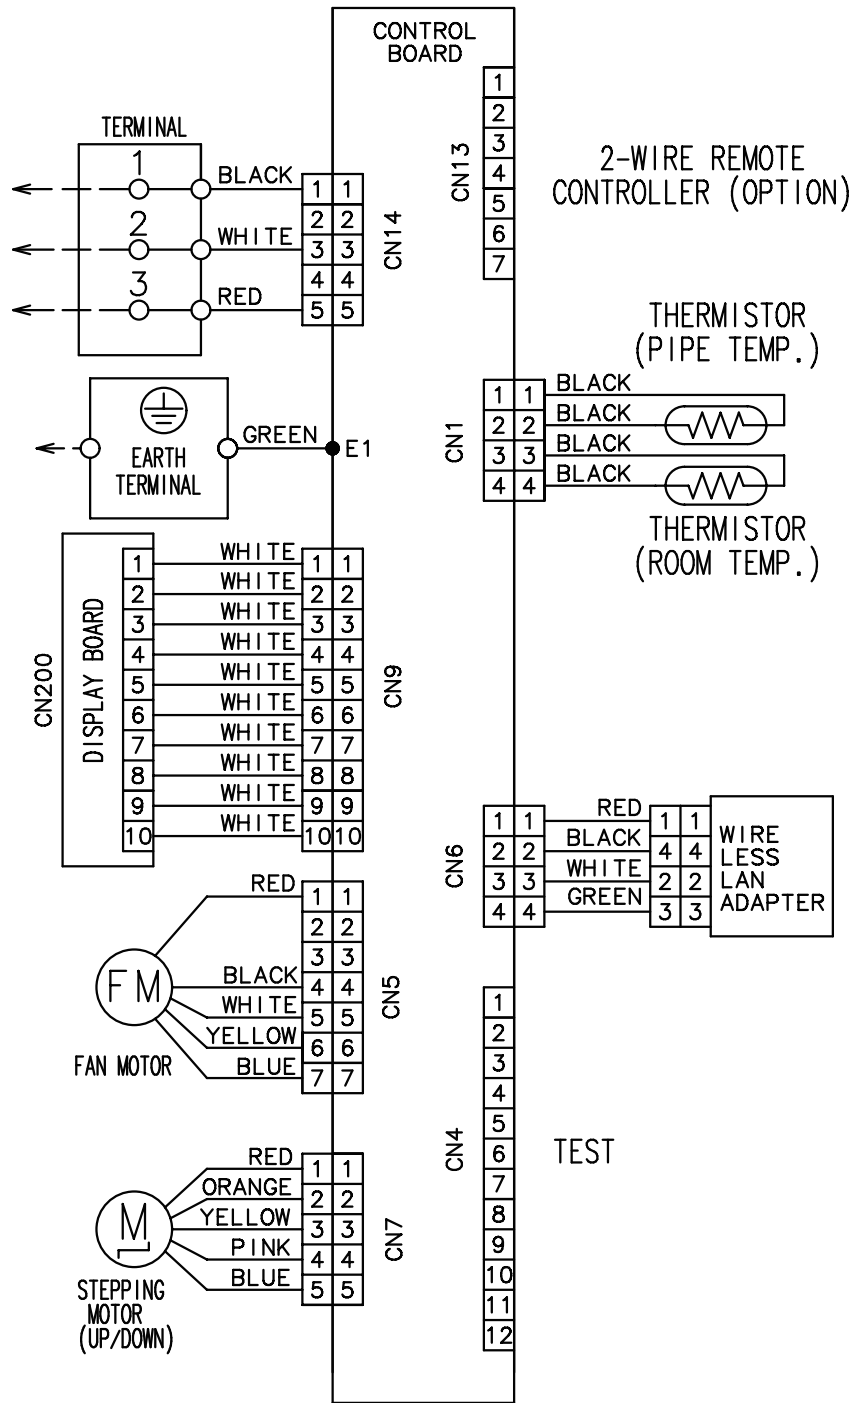 CONTROL
BOARD
TERMINAL
1
BLACK
2
WHITE
3
RED
1 1
2 2
3 3
4 4
5 5
CN14
CN13
1
2
3
4
5
6
7
2-WIRE REMOTE
CONTROLLER (OPTION)
EARTH
TERMINAL
GREEN
E1
THERMISTOR
(PIPE TEMP.)
CN1
1 1 BLACK
2 2 BLACK
3 3 BLACK
4 4 BLACK
THERMISTOR
(ROOM TEMP.)
CN200
DISPLAY BOARD
1 WHITE 1 1
2 WHITE 2 2
3 WHITE 3 3
4 WHITE 4 4
5 WHITE 5 5
6 WHITE 6 6
7 WHITE 7 7
8 WHITE 8 8
9 WHITE 9 9
10 WHITE 10 10
CN9
CN6
1 1 RED 1 1
2 2 BLACK 4 4
3 3 WHITE 2 2
4 4 GREEN 3 3
WIRE
LESS
LAN
ADAPTER
FM
FAN MOTOR
RED 1 1
2 2
3 3
BLACK 4 4
WHITE 5 5
YELLOW 6 6
BLUE 7 7
CN5
CN4
1
2
3
4
5
6
7
8
9
10
11
12
TEST
M
STEPPING
MOTOR
(UP/DOWN)
RED 1 1
ORANGE 2 2
YELLOW 3 3
PINK 4 4
BLUE 5 5
CN7